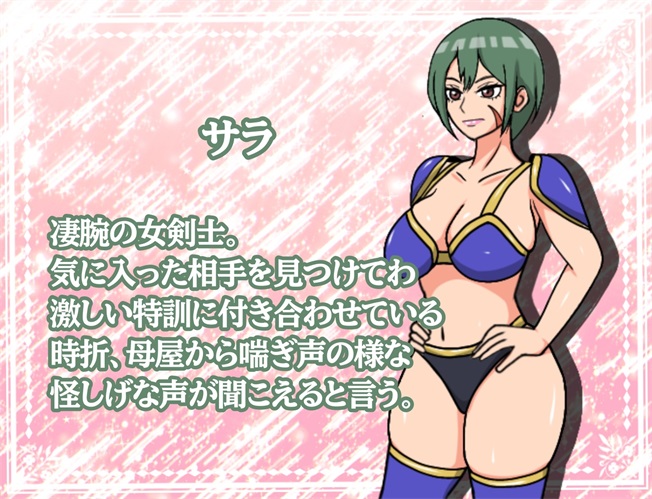 サラ
凄腕の女剣士。
気に入った相手を見つけてわ
激しい特訓に付き合わせている
時折、母屋から喘ぎ声の様な
怪しげな声が聞こえると言う。